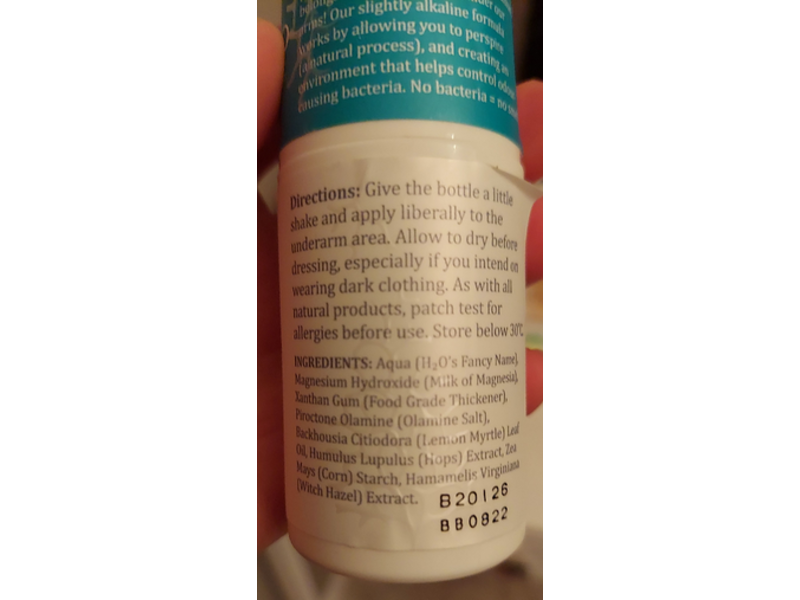 Our slightly alkaline formula
by allowing you to perspire
natural process), and creating an
environment that helps control odour
causing bacteria. No bacteria = no
Directions: Give the bottle a little
shake and apply liberally to the
underarm area. Allow to dry before
dressing, especially if you intend on
wearing dark clothing. As with all
natural products, patch test for
allergies before use. Store below 30°C
INGREDIENTS: Aqua (H₂O's Fancy Name),
Magnesium Hydroxide (Milk of Magnesia),
Xanthan Gum (Food Grade Thickener),
Piroctone Olamine (Olamine Salt),
Backhousia Citiodora (Lemon Myrtle) Leaf
Oil, Humulus Lupulus (Hops) Extract, Zea
Mays (Corn) Starch, Hamamelis Virginiana
(Witch Hazel) Extract.
B20126
BB0822